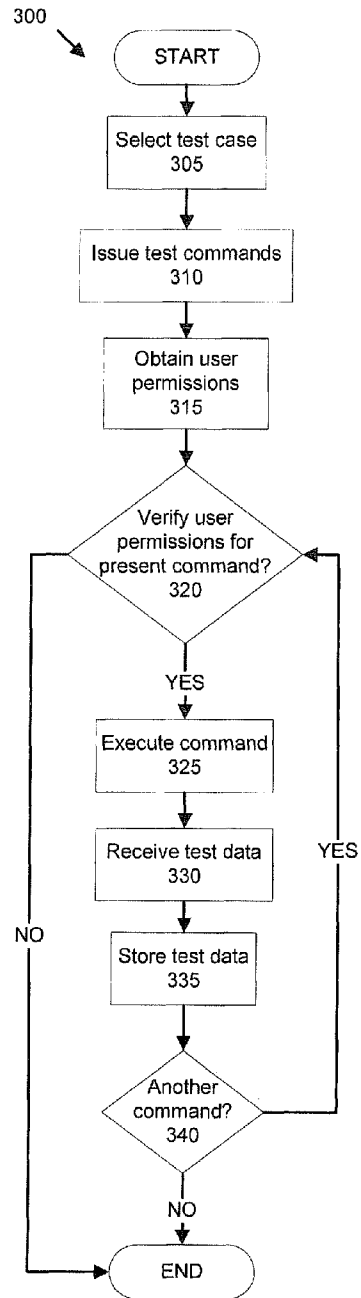 300
START
Select test case
305
Issue test commands
310
Obtain user
permissions
315
Verify user
permissions for
present command?
320
YES
Execute command
325
Receive test data
330
YES
NO
Store test data
335
Another
command?
340
NO
END